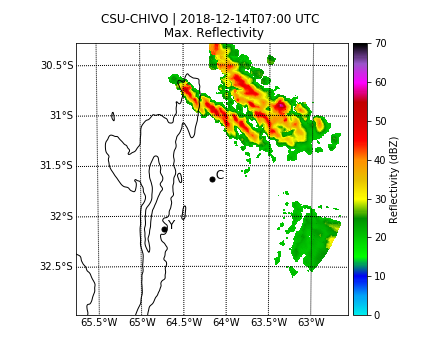 CSU-CHIVO | 2018-12-14T07:00 UTC
Max. Reflectivity
30.5°S
31°S
31.5°S
32°S
32.5°S
65.5°W 65°W 64.5°W 64°W 63.5°W 63°W
C
Y
70
60
50
40
30
20
10
0
Reflectivity (dBZ)